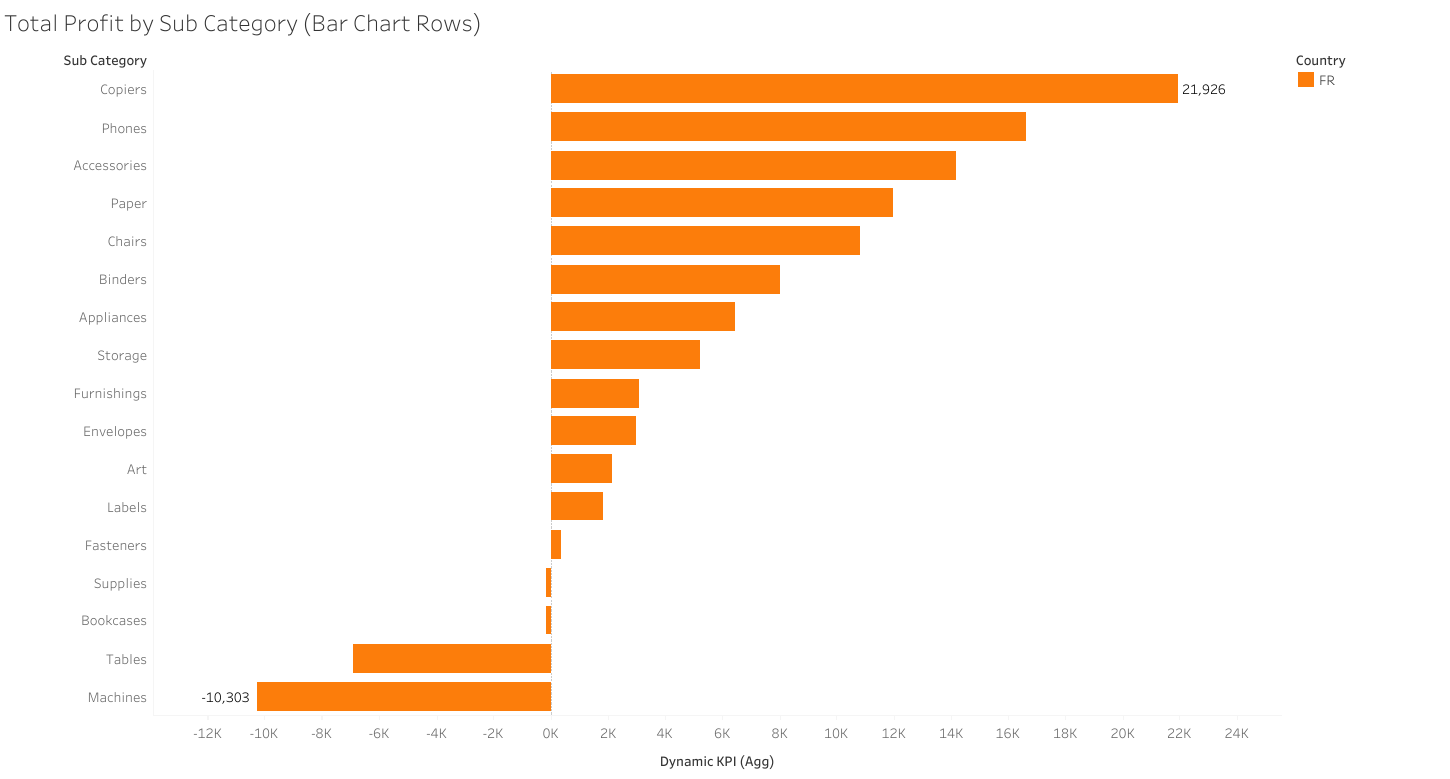 Total Profit by Sub Category (Bar Chart Rows)
Sub Category
Country
FR
Copiers
21,926
Phones
Accessories
Paper
Chairs
Binders
Appliances
Storage
Furnishings
Envelopes
Art
Labels
Fasteners
Supplies
Bookcases
Tables
Machines
-10,303
-12K -10K -8K -6K -4K -2K 0K 2K 4K 6K 8K 10K 12K 14K 16K 18K 20K 22K 24K
Dynamic KPI (Agg)